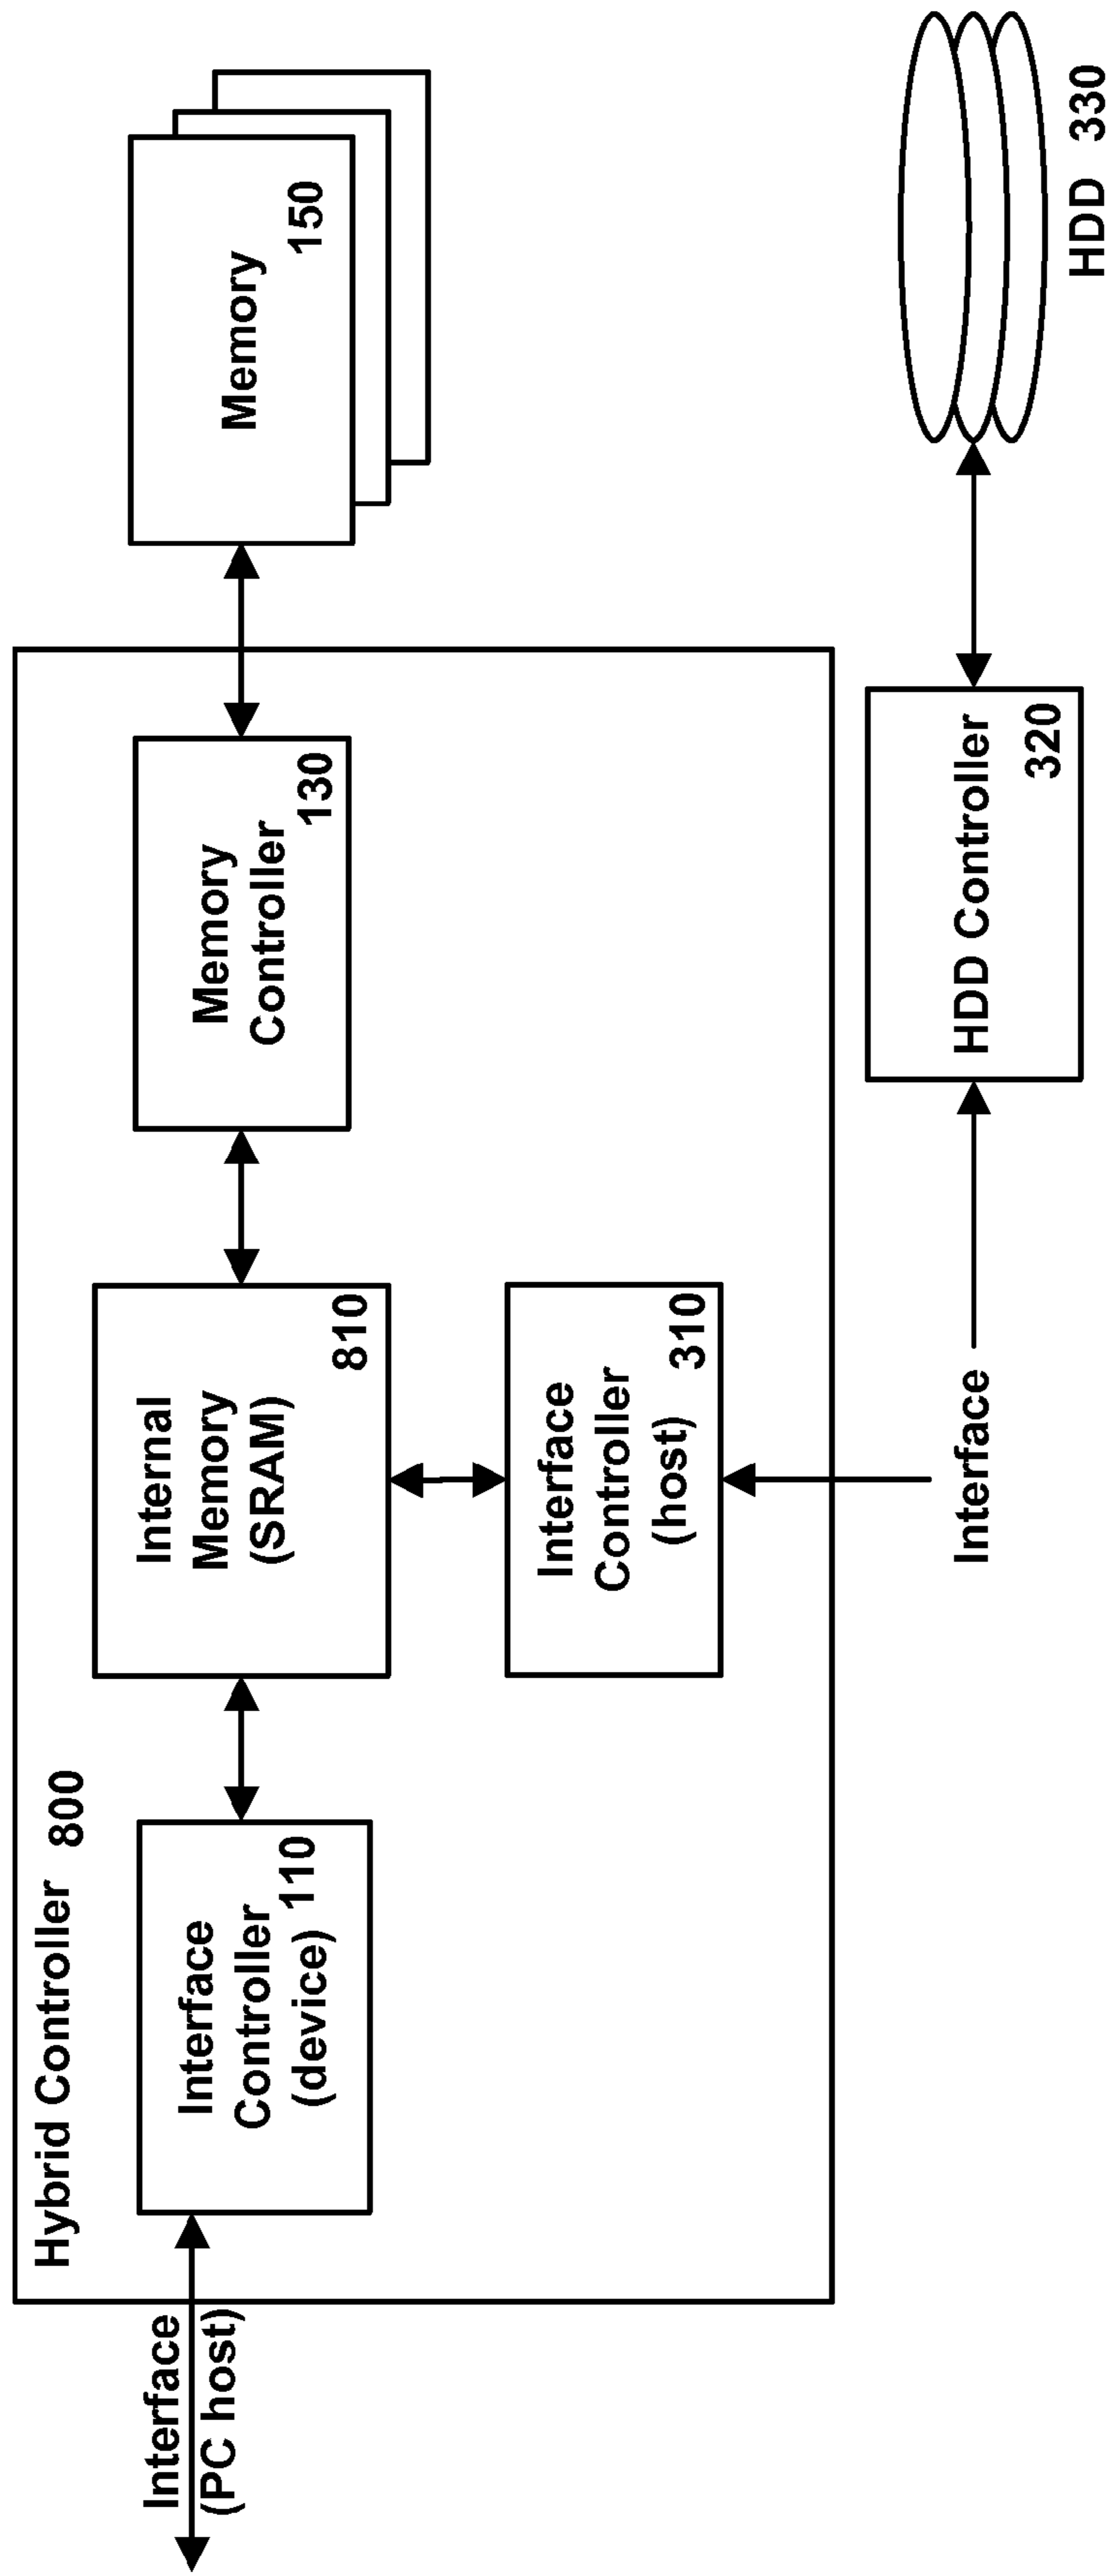 Hybrid Controller 800
Interface
(PC host)
Interface
Controller
(device) 110
Internal
Memory
(SRAM)
810
Memory
Controller
130
Memory
150
Interface
Controller
(host)
310
Interface
HDD Controller
320
HDD 330